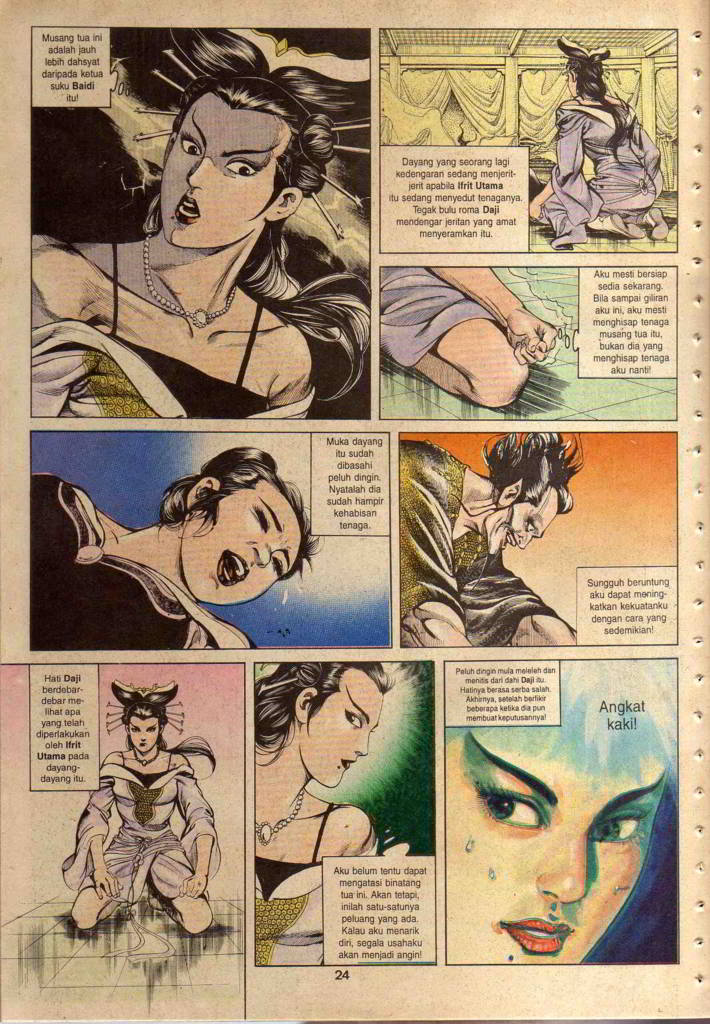 Musang tua ini
adalah jauh
lebih dahsyat
daripada ketua
suku Baidi
itu!
Dayang yang seorang lagi
kedengaran sedang menjerit-
jerit apabila Ifrit Utama
itu sedang menyedut tenaganya.
Tegak bulu roma Daji
mendengar jeritan yang amat
menyeramkan itu.
Aku mesti bersiap
sedia sekarang.
Bila sampai giliran
aku ini, aku mesti
menghisap tenaga
musang tua itu,
bukan dia yang
menghisap tenaga
aku nanti!
Muka dayang
itu sudah
dibasahi
peluh dingin.
Nyatalah dia
sudah hampir
kehabisan
tenaga.
Sungguh beruntung
aku dapat mening-
katkan kekuatanku
dengan cara yang
sedemikian!
Hati Daji
berdebar-
debar me-
lihat apa
yang telah
diperlakukan
oleh Ifrit
Utama pada
dayang-
dayang itu.
Aku belum tentu dapat
mengatasi binatang
tua ini. Akan tetapi,
inilah satu-satunya
peluang yang ada.
Kalau aku menarik
diri, segala usahaku
akan menjadi angin!
Peluh dingin mula meleleh dan
menitis dari dahi Daji itu.
Hatinya berasa serba salah.
Akhirnya, setelah berfikir
beberapa ketika dia pun
membuat keputusannya!
Angkat
kaki!
24